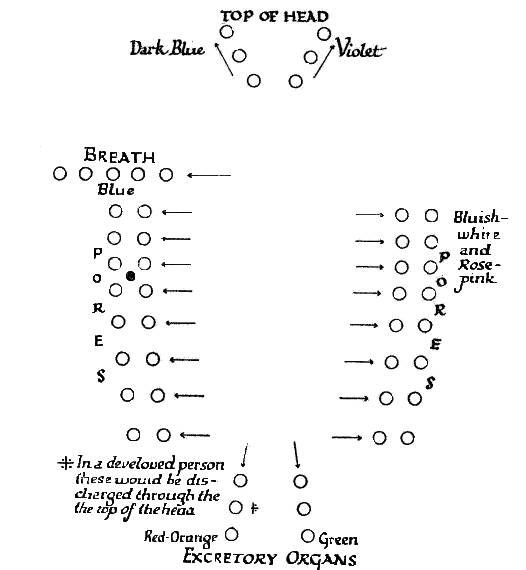 TOP OF HEAD
Dark Blue
Violet
BREATH
Blue
P
O
R
E
S
Bluish-
white
and
Rose-
pink
P
O
R
E
S
‡ In a develoved person
these would be dis-
charged through the
the top of the head
‡
Red-Orange
Green
EXCRETORY ORGANS